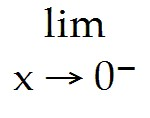 lim
x → 0⁻